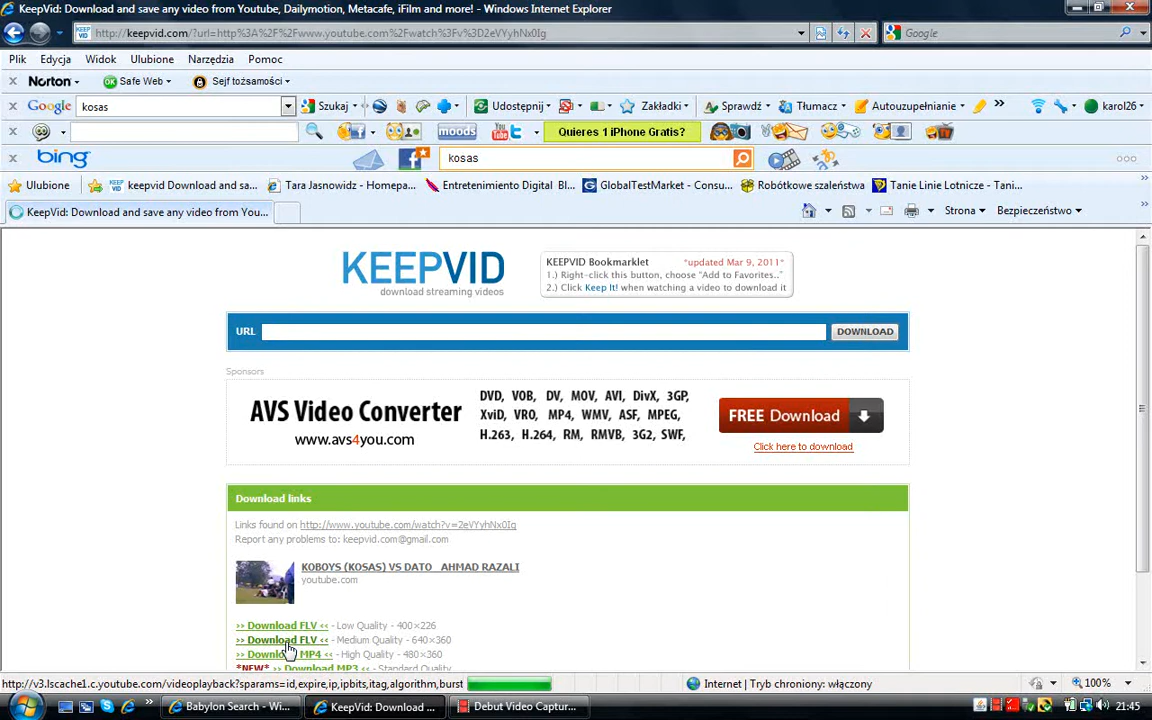 KeepVid: Download and save any video from Youtube, Dailymotion, Metacafe, iFilm and more! - Windows Internet Explorer
http://keepvid.com/?url=http%3A%2F%2Fwww.youtube.com%2Fwatch%3Fv%3D2eVYyhNx0Ig
Google
Plik Edycja Widok Ulubione Narzędzia Pomoc
Norton Safe Web Sejf tożsamości
Google kosas Szukaj Udostępnij Zakładki Sprawdź Tłumacz Autouzupełnianie karol26
moods You Tube Quieres 1 iPhone Gratis?
bing kosas
Ulubione keepvid Download and sa... Tara Jasnowidz - Homepa... Entretenimiento Digital Bl... GlobalTestMarket - Consu... Robótkowe szaleństwa Tanie Linie Lotnicze - Tani...
KeepVid: Download and save any video from You... Strona Bezpieczeństwo
KEEPVID
download streaming videos
KEEPVID Bookmarklet *updated Mar 9, 2011*
1.) Right-click this button, choose "Add to Favorites.."
2.) Click Keep It! when watching a video to download it
URL DOWNLOAD
Sponsors
AVS Video Converter
www.avs4you.com
DVD, VOB, DV, MOV, AVI, DivX, 3GP,
XviD, VRO, MP4, WMV, ASF, MPEG,
H.263, H.264, RM, RMVB, 3G2, SWF,
FREE Download
Click here to download
Download links
Links found on http://www.youtube.com/watch?v=2eVYyhNx0Ig
Report any problems to: keepvid.com@gmail.com
KOBOYS (KOSAS) VS DATO_ AHMAD RAZALI
youtube.com
>> Download FLV << - Low Quality - 400×226
>> Download FLV << - Medium Quality - 640×360
>> Download MP4 << - High Quality - 480×360
*NEW* >> Download MP3 << - Standard Quality
http://v3.lscache1.c.youtube.com/videoplayback?sparams=id,expire,ip,ipbits,itag,algorithm,burst
Internet | Tryb chroniony: włączony 100%
Babylon Search - Wi... KeepVid: Download ... Debut Video Captur... 21:45